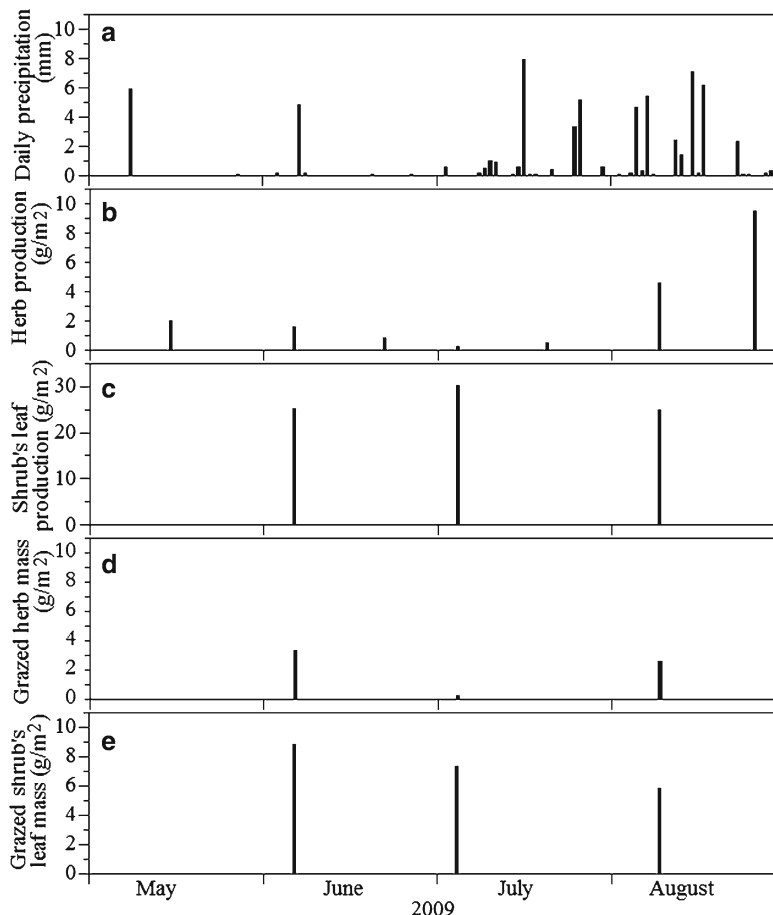 a
Daily precipitation
(mm)
10
8
6
4
2
0
b
Herb production
(g/m2)
10
8
6
4
2
0
c
Shrub's leaf
production (g/m2)
30
20
10
0
d
Grazed herb mass
(g/m2)
10
8
6
4
2
0
e
Grazed shrub's
leaf mass (g/m2)
10
8
6
4
2
0
May June July August
2009